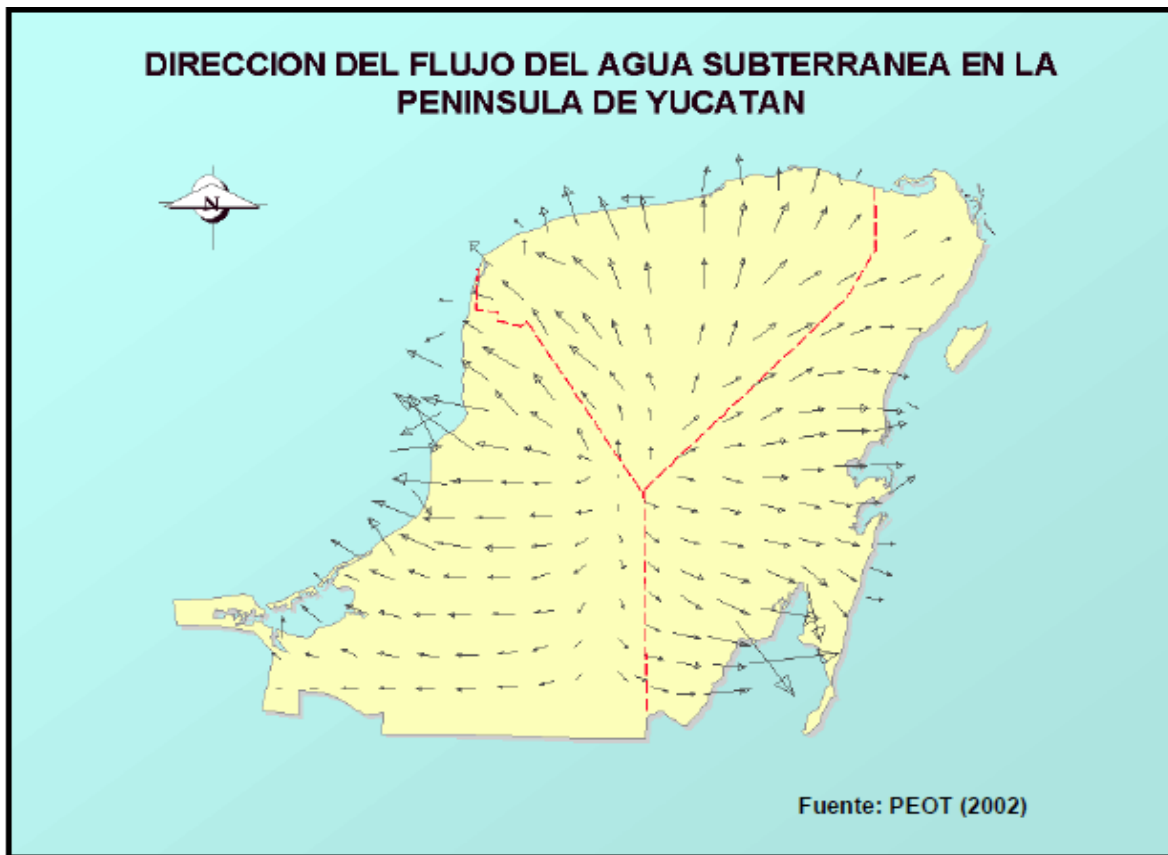 DIRECCION DEL FLUJO DEL AGUA SUBTERRANEA EN LA
PENINSULA DE YUCATAN
N
Fuente: PEOT (2002)